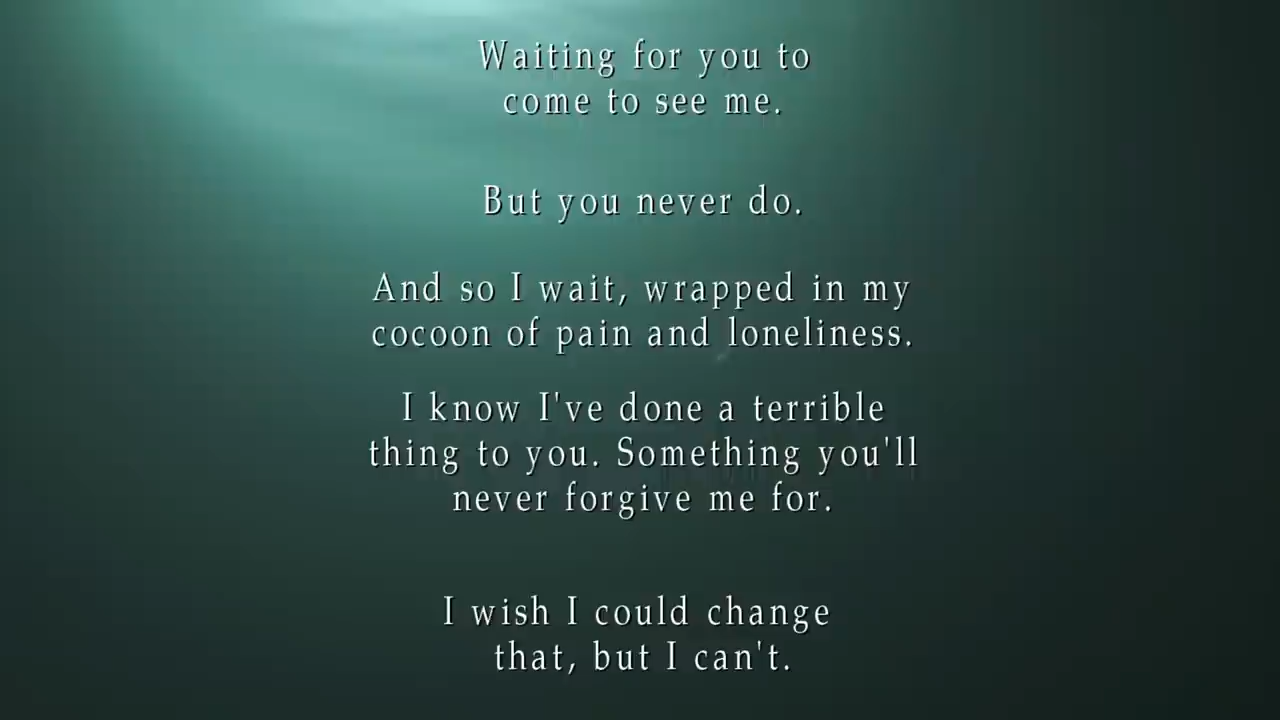 Waiting for you to
come to see me.
But you never do.
And so I wait, wrapped in my
cocoon of pain and loneliness.
I know I've done a terrible
thing to you. Something you'll
never forgive me for.
I wish I could change
that, but I can't.